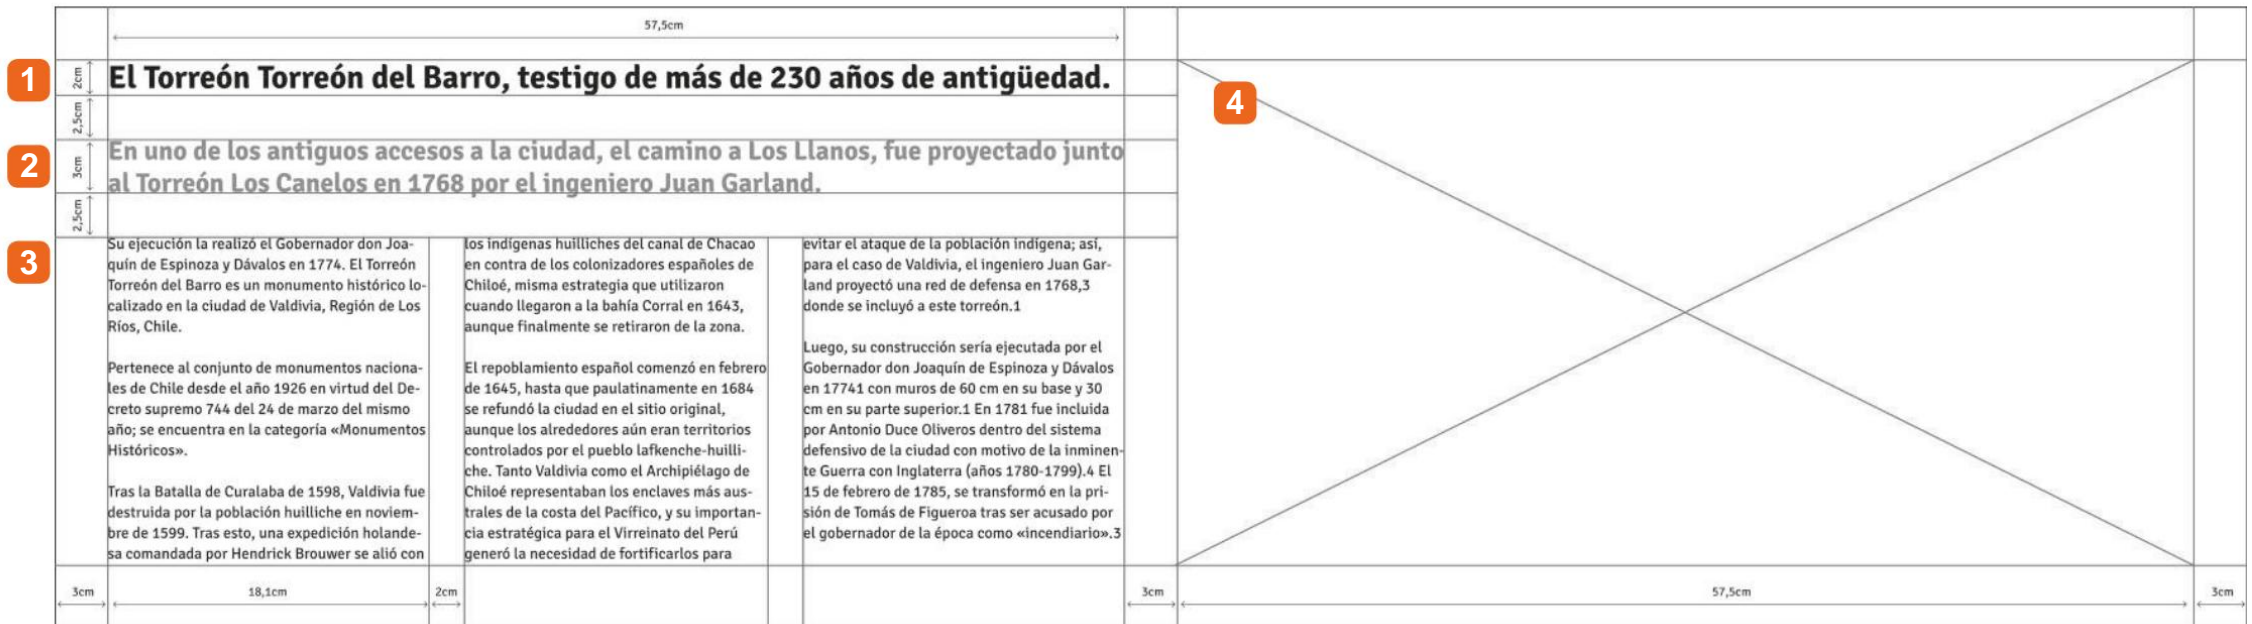 57,5cm
1
2cm
El Torreón Torreón del Barro, testigo de más de 230 años de antigüedad.
4
2,5cm
2
3cm
En uno de los antiguos accesos a la ciudad, el camino a Los Llanos, fue proyectado junto
al Torreón Los Canelos en 1768 por el ingeniero Juan Garland.
2,5cm
3
Su ejecución la realizó el Gobernador don Joa-
quín de Espinoza y Dávalos en 1774. El Torreón
Torreón del Barro es un monumento histórico lo-
calizado en la ciudad de Valdivia, Región de Los
Ríos, Chile.
Pertenece al conjunto de monumentos naciona-
les de Chile desde el año 1926 en virtud del De-
creto supremo 744 del 24 de marzo del mismo
año; se encuentra en la categoría «Monumentos
Históricos».
Tras la Batalla de Curalaba de 1598, Valdivia fue
destruida por la población huilliche en noviem-
bre de 1599. Tras esto, una expedición holande-
sa comandada por Hendrick Brouwer se alió con
los indígenas huilliches del canal de Chacao
en contra de los colonizadores españoles de
Chiloé, misma estrategia que utilizaron
cuando llegaron a la bahía Corral en 1643,
aunque finalmente se retiraron de la zona.
El repoblamiento español comenzó en febrero
de 1645, hasta que paulatinamente en 1684
se refundó la ciudad en el sitio original,
aunque los alrededores aún eran territorios
controlados por el pueblo lafkenche-huilli-
che. Tanto Valdivia como el Archipiélago de
Chiloé representaban los enclaves más aus-
trales de la costa del Pacífico, y su importan-
cia estratégica para el Virreinato del Perú
generó la necesidad de fortificarlos para
evitar el ataque de la población indígena; así,
para el caso de Valdivia, el ingeniero Juan Gar-
land proyectó una red de defensa en 1768,3
donde se incluyó a este torreón.1
Luego, su construcción sería ejecutada por el
Gobernador don Joaquín de Espinoza y Dávalos
en 17741 con muros de 60 cm en su base y 30
cm en su parte superior.1 En 1781 fue incluida
por Antonio Duce Oliveros dentro del sistema
defensivo de la ciudad con motivo de la inminen-
te Guerra con Inglaterra (años 1780-1799).4 El
15 de febrero de 1785, se transformó en la pri-
sión de Tomás de Figueroa tras ser acusado por
el gobernador de la época como «incendiario».3
3cm
18,1cm
2cm
3cm
57,5cm
3cm